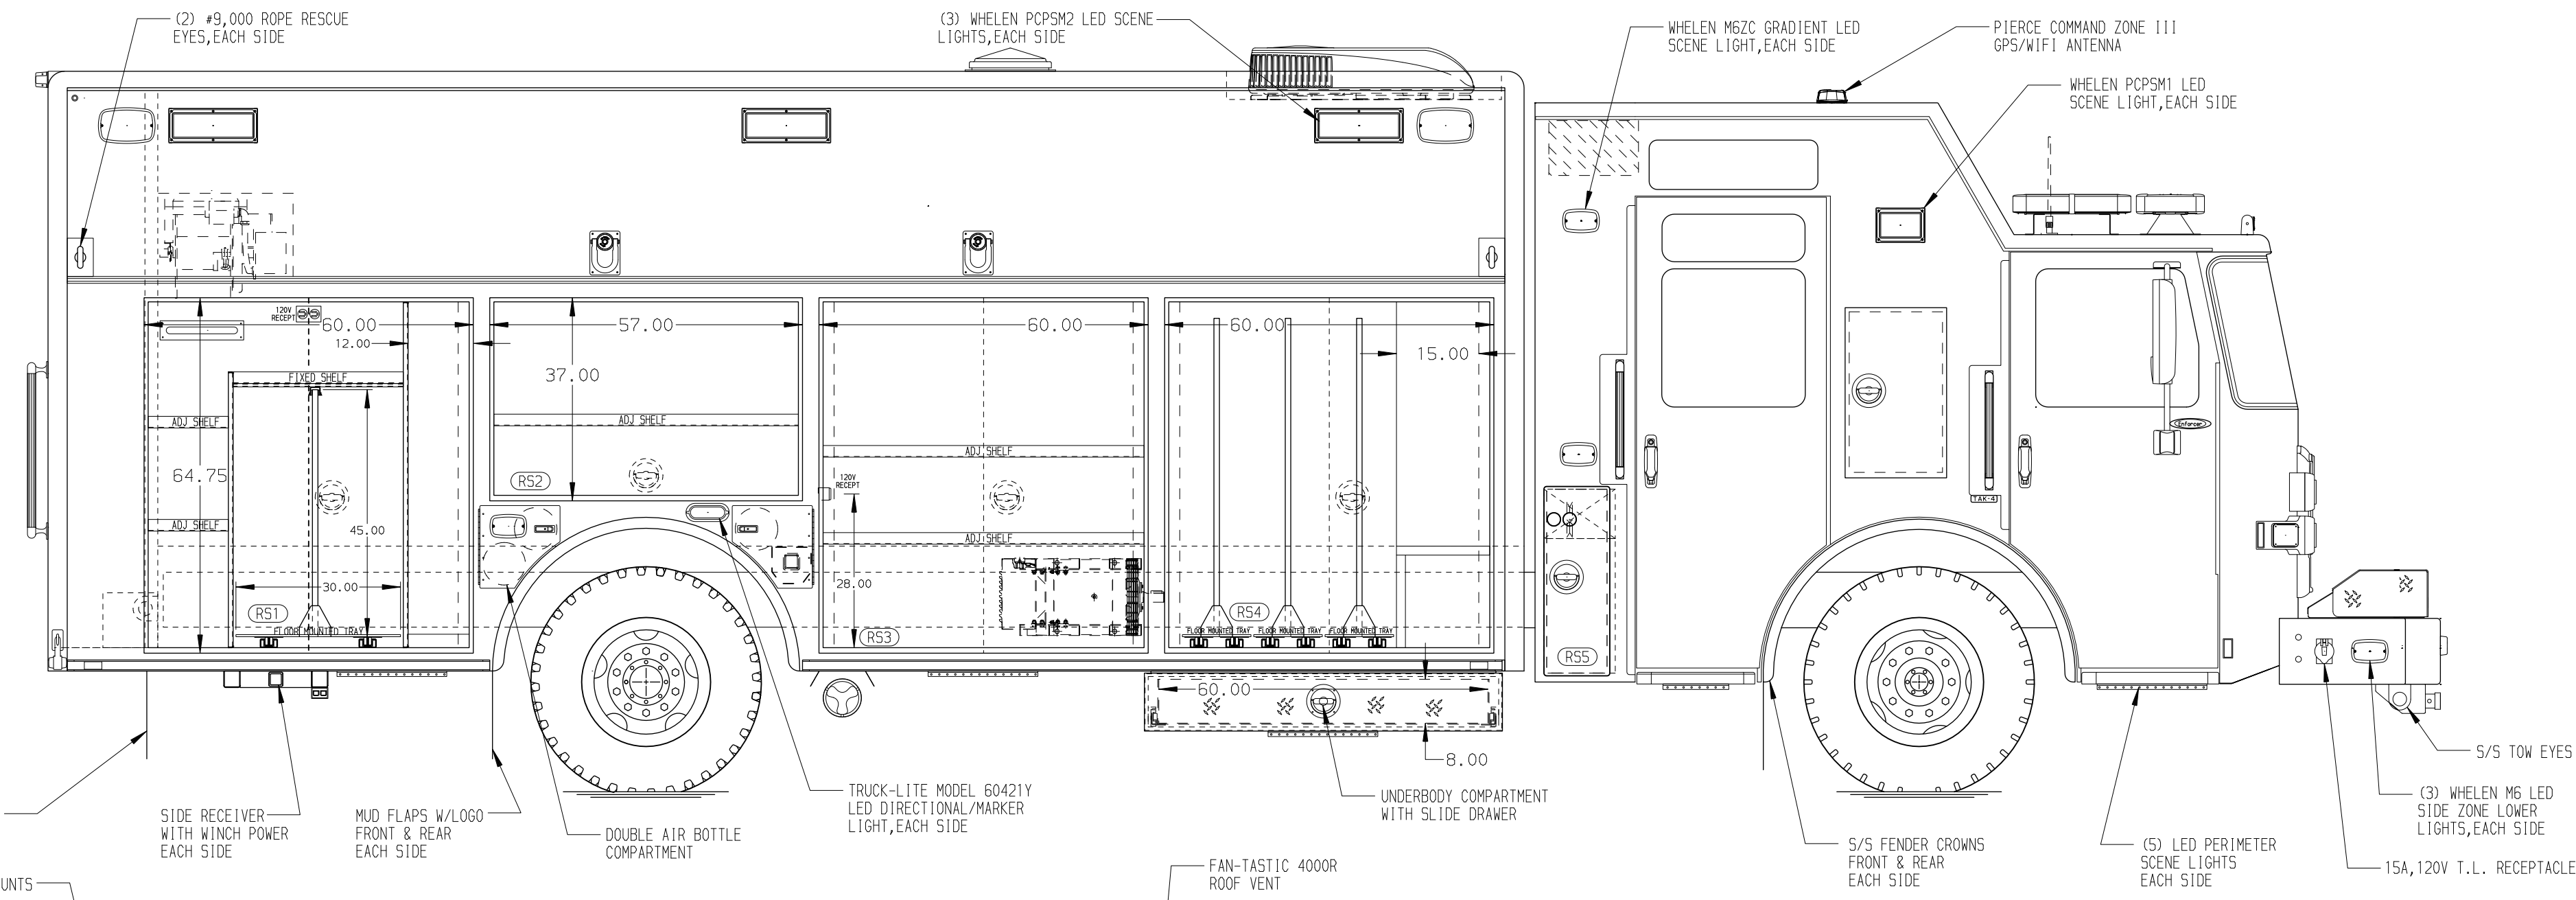 (2) #9,000 ROPE RESCUE
EYES,EACH SIDE
(3) WHELEN PCPSM2 LED SCENE
LIGHTS,EACH SIDE
WHELEN M6ZC GRADIENT LED
SCENE LIGHT,EACH SIDE
PIERCE COMMAND ZONE III
GPS/WIFI ANTENNA
WHELEN PCPSM1 LED
SCENE LIGHT,EACH SIDE
120V
RECEPT
60.00
12.00
FIXED SHELF
ADJ SHELF
64.75
ADJ SHELF
45.00
30.00
RS1
FLOOR MOUNTED TRAY
57.00
37.00
ADJ SHELF
RS2
60.00
ADJ SHELF
120V
RECEPT
ADJ SHELF
28.00
RS3
60.00
15.00
RS4
FLOOR MOUNTED TRAY
FLOOR MOUNTED TRAY
FLOOR MOUNTED TRAY
RS5
Enforcer
TAK-4
60.00
8.00
SIDE RECEIVER
WITH WINCH POWER
EACH SIDE
MUD FLAPS W/LOGO
FRONT & REAR
EACH SIDE
DOUBLE AIR BOTTLE
COMPARTMENT
TRUCK-LITE MODEL 60421Y
LED DIRECTIONAL/MARKER
LIGHT,EACH SIDE
UNDERBODY COMPARTMENT
WITH SLIDE DRAWER
S/S FENDER CROWNS
FRONT & REAR
EACH SIDE
(5) LED PERIMETER
SCENE LIGHTS
EACH SIDE
S/S TOW EYES
(3) WHELEN M6 LED
SIDE ZONE LOWER
LIGHTS,EACH SIDE
15A,120V T.L. RECEPTACLE
FAN-TASTIC 4000R
ROOF VENT
UNTS